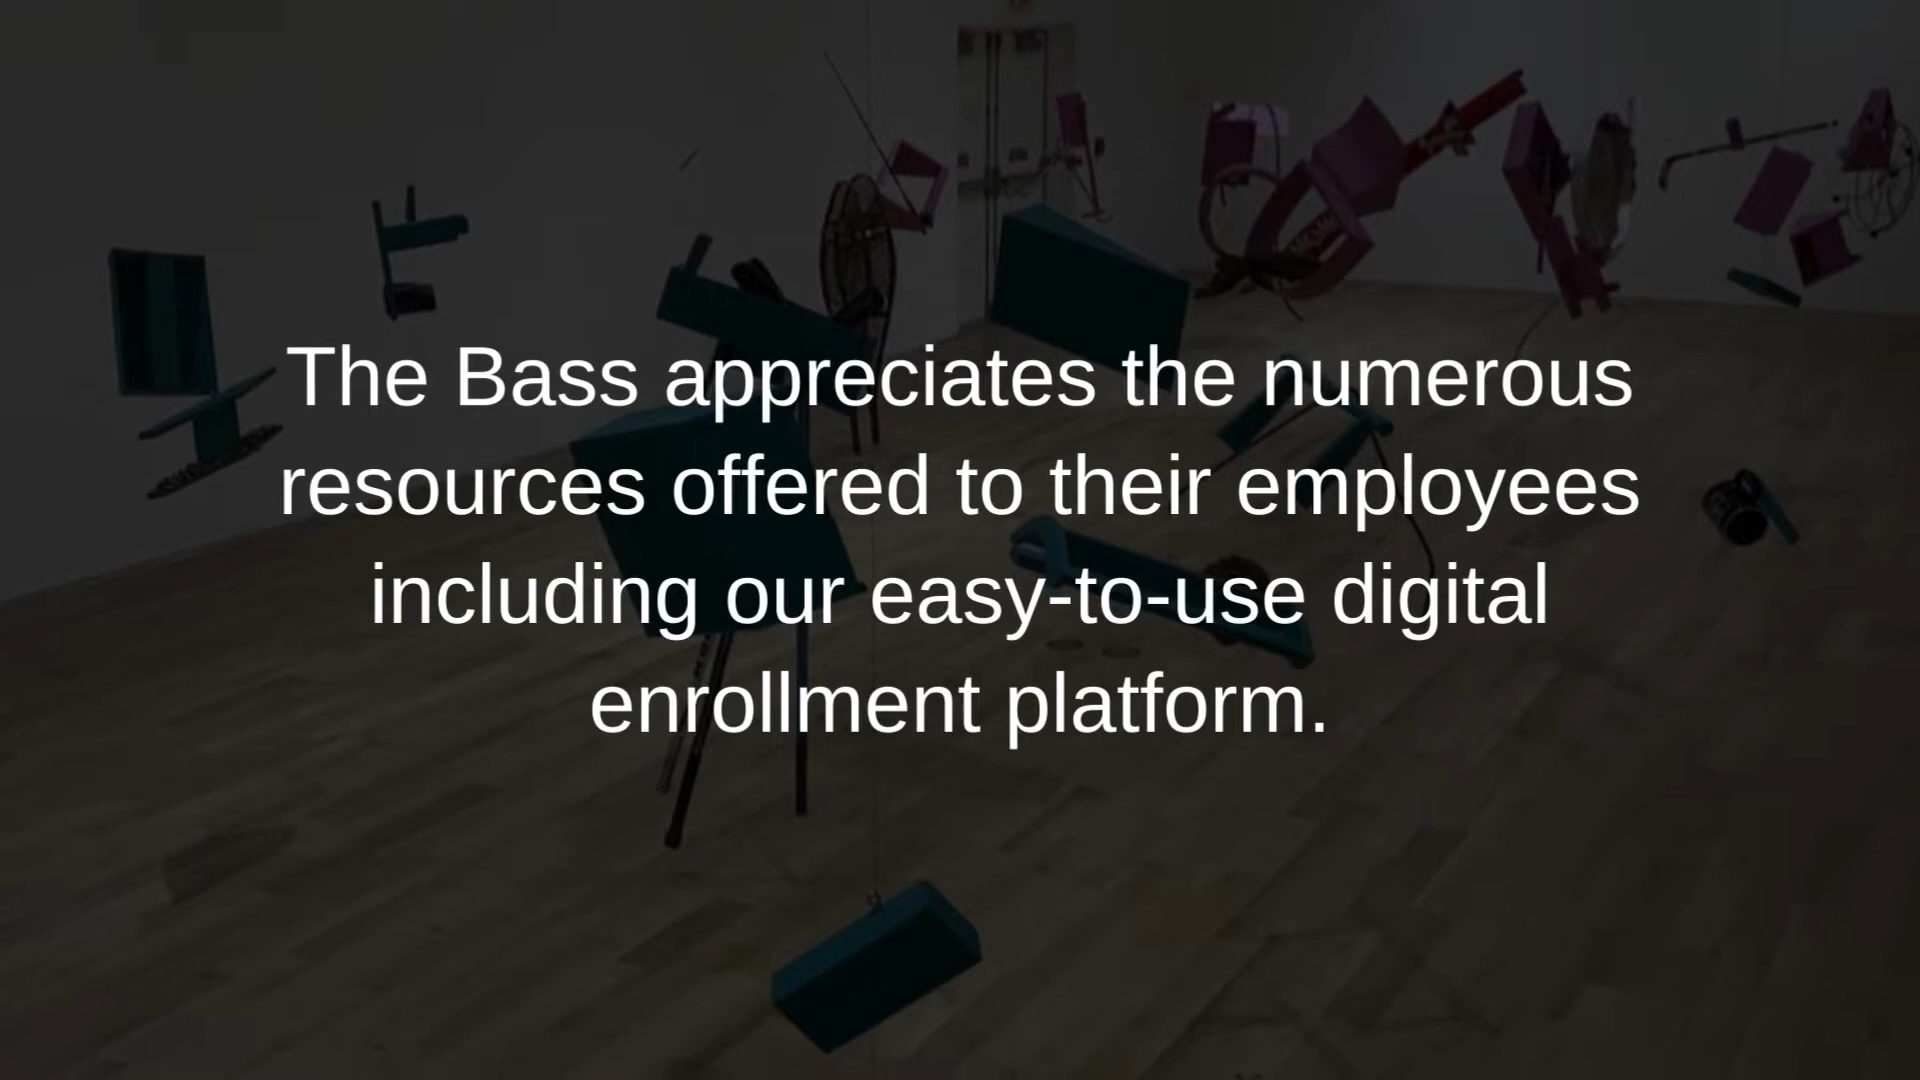 The Bass appreciates the numerous
resources offered to their employees
including our easy-to-use digital
enrollment platform.